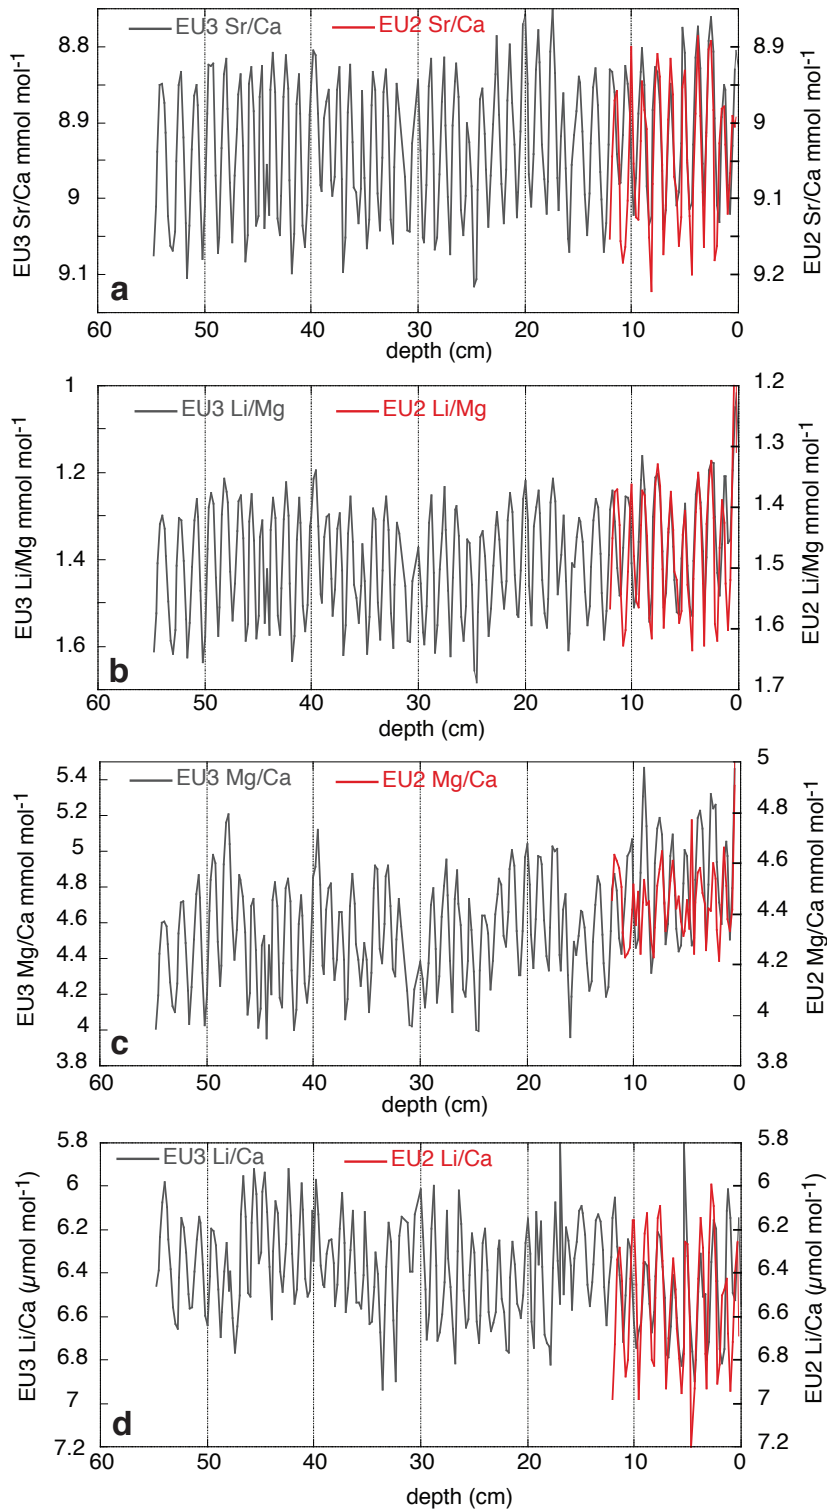 EU3 Sr/Ca EU2 Sr/Ca
8.8
8.9
9
9.1
EU3 Sr/Ca mmol mol-1
8.9
9
9.1
9.2
EU2 Sr/Ca mmol mol-1
a
60 50 40 30 20 10 0
depth (cm)
EU3 Li/Mg EU2 Li/Mg
1
1.2
1.4
1.6
EU3 Li/Mg mmol mol-1
1.2
1.3
1.4
1.5
1.6
1.7
EU2 Li/Mg mmol mol-1
b
60 50 40 30 20 10 0
depth (cm)
EU3 Mg/Ca EU2 Mg/Ca
5.4
5.2
5
4.8
4.6
4.4
4.2
4
3.8
EU3 Mg/Ca mmol mol-1
5
4.8
4.6
4.4
4.2
4
3.8
EU2 Mg/Ca mmol mol-1
c
60 50 40 30 20 10 0
depth (cm)
EU3 Li/Ca EU2 Li/Ca
5.8
6
6.2
6.4
6.6
6.8
7
7.2
EU3 Li/Ca (µmol mol-1)
5.8
6
6.2
6.4
6.6
6.8
7
7.2
EU2 Li/Ca (µmol mol-1)
d
60 50 40 30 20 10 0
depth (cm)